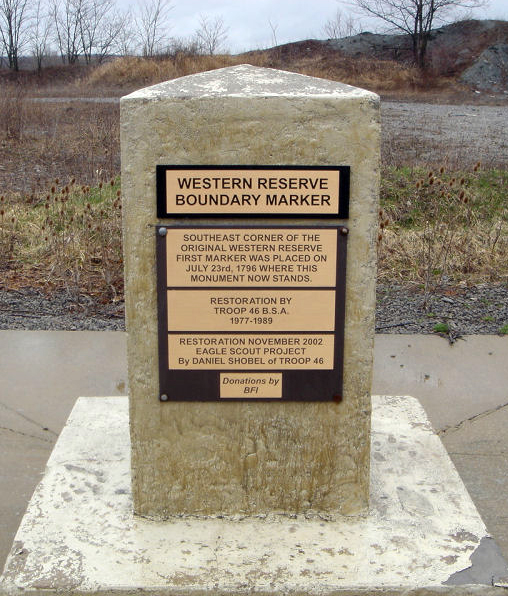 WESTERN RESERVE
BOUNDARY MARKER
SOUTHEAST CORNER OF THE
ORIGINAL WESTERN RESERVE
FIRST MARKER WAS PLACED ON
JULY 23rd, 1796 WHERE THIS
MONUMENT NOW STANDS.
RESTORATION BY
TROOP 46 B.S.A.
1977-1989
RESTORATION NOVEMBER 2002
EAGLE SCOUT PROJECT
By DANIEL SHOBEL of TROOP 46
Donations by
BFI